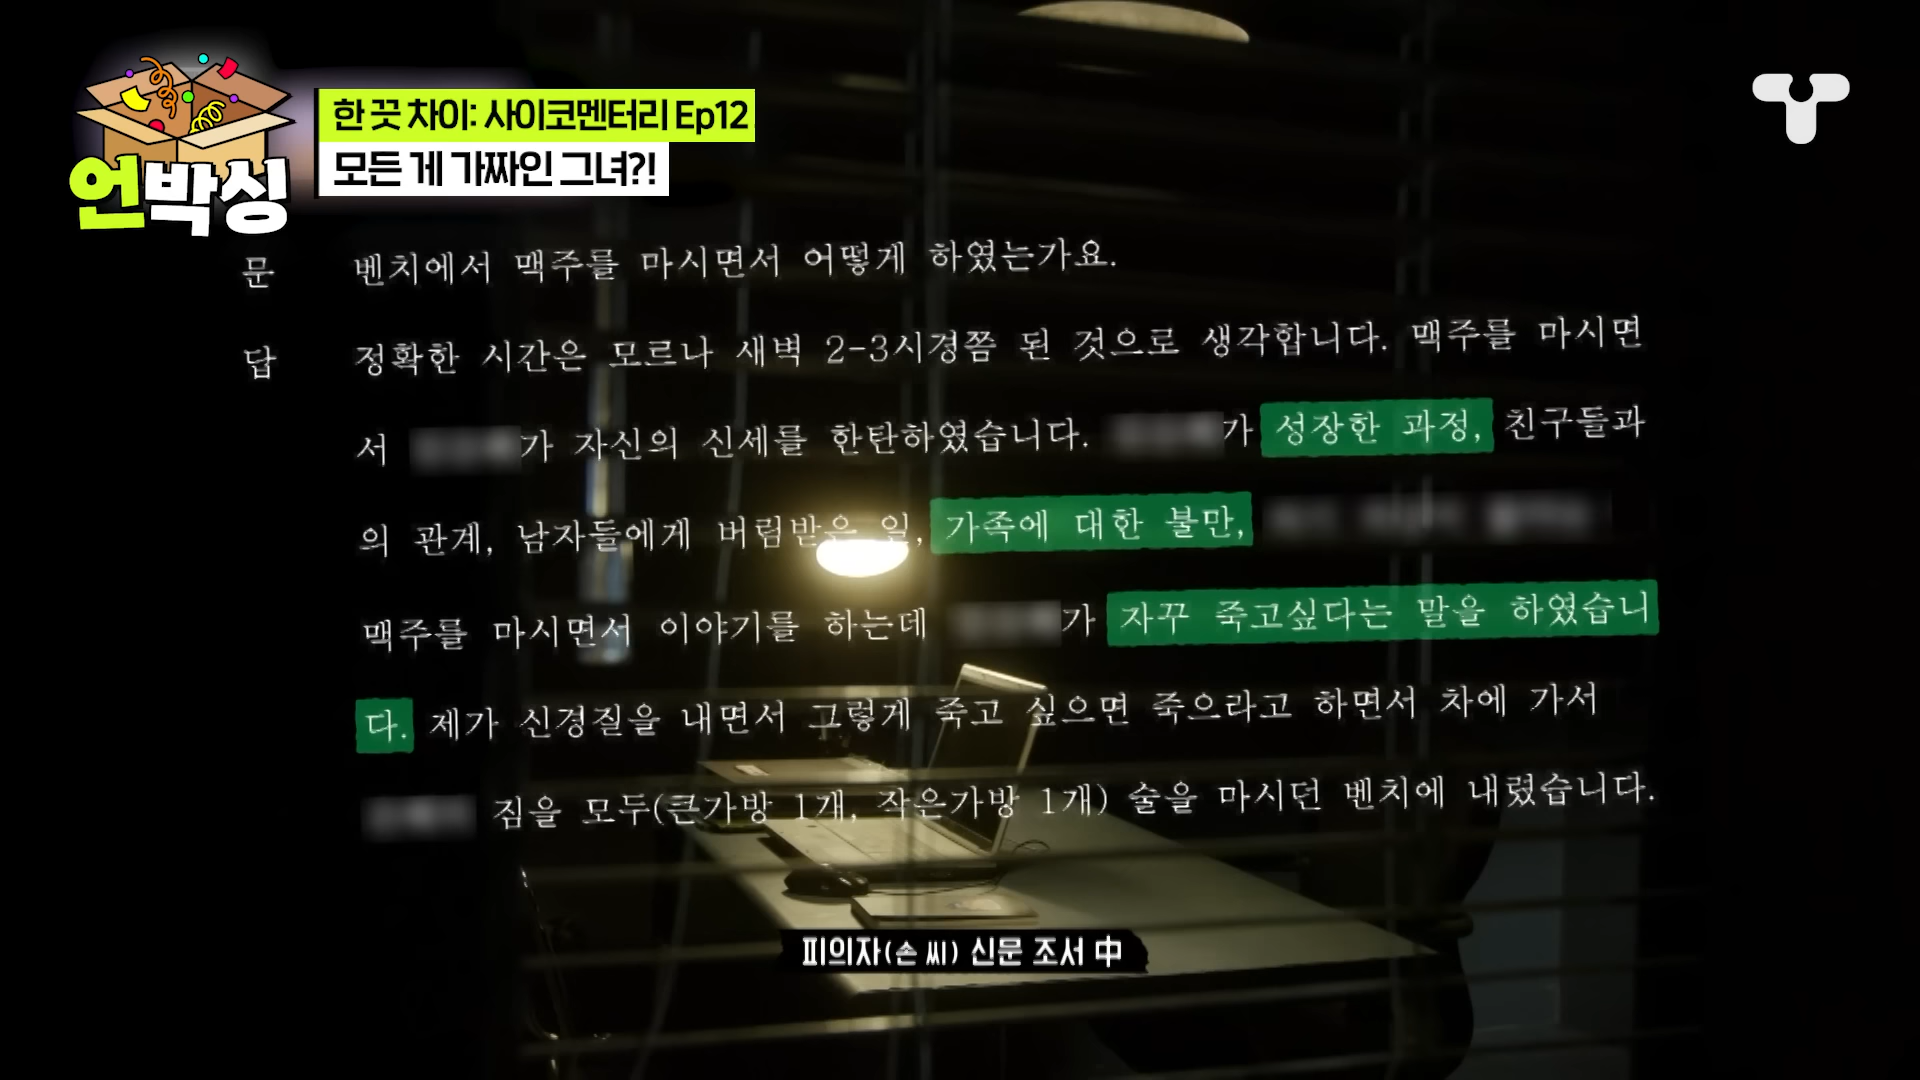 언박싱
한 끗 차이: 사이코멘터리 Ep12
모든 게 가짜인 그녀?!
문 벤치에서 맥주를 마시면서 어떻게 하였는가요.
답 정확한 시간은 모르나 새벽 2-3시경쯤 된 것으로 생각합니다. 맥주를 마시면
서 가 자신의 신세를 한탄하였습니다. 가 성장한 과정, 친구들과
의 관계, 남자들에게 버림받은 일, 가족에 대한 불만,
맥주를 마시면서 이야기를 하는데 가 자꾸 죽고싶다는 말을 하였습니
다. 제가 신경질을 내면서 그렇게 죽고 싶으면 죽으라고 하면서 차에 가서
짐을 모두(큰가방 1개, 작은가방 1개) 술을 마시던 벤치에 내렸습니다.
피의자(손 씨) 신문 조서 中